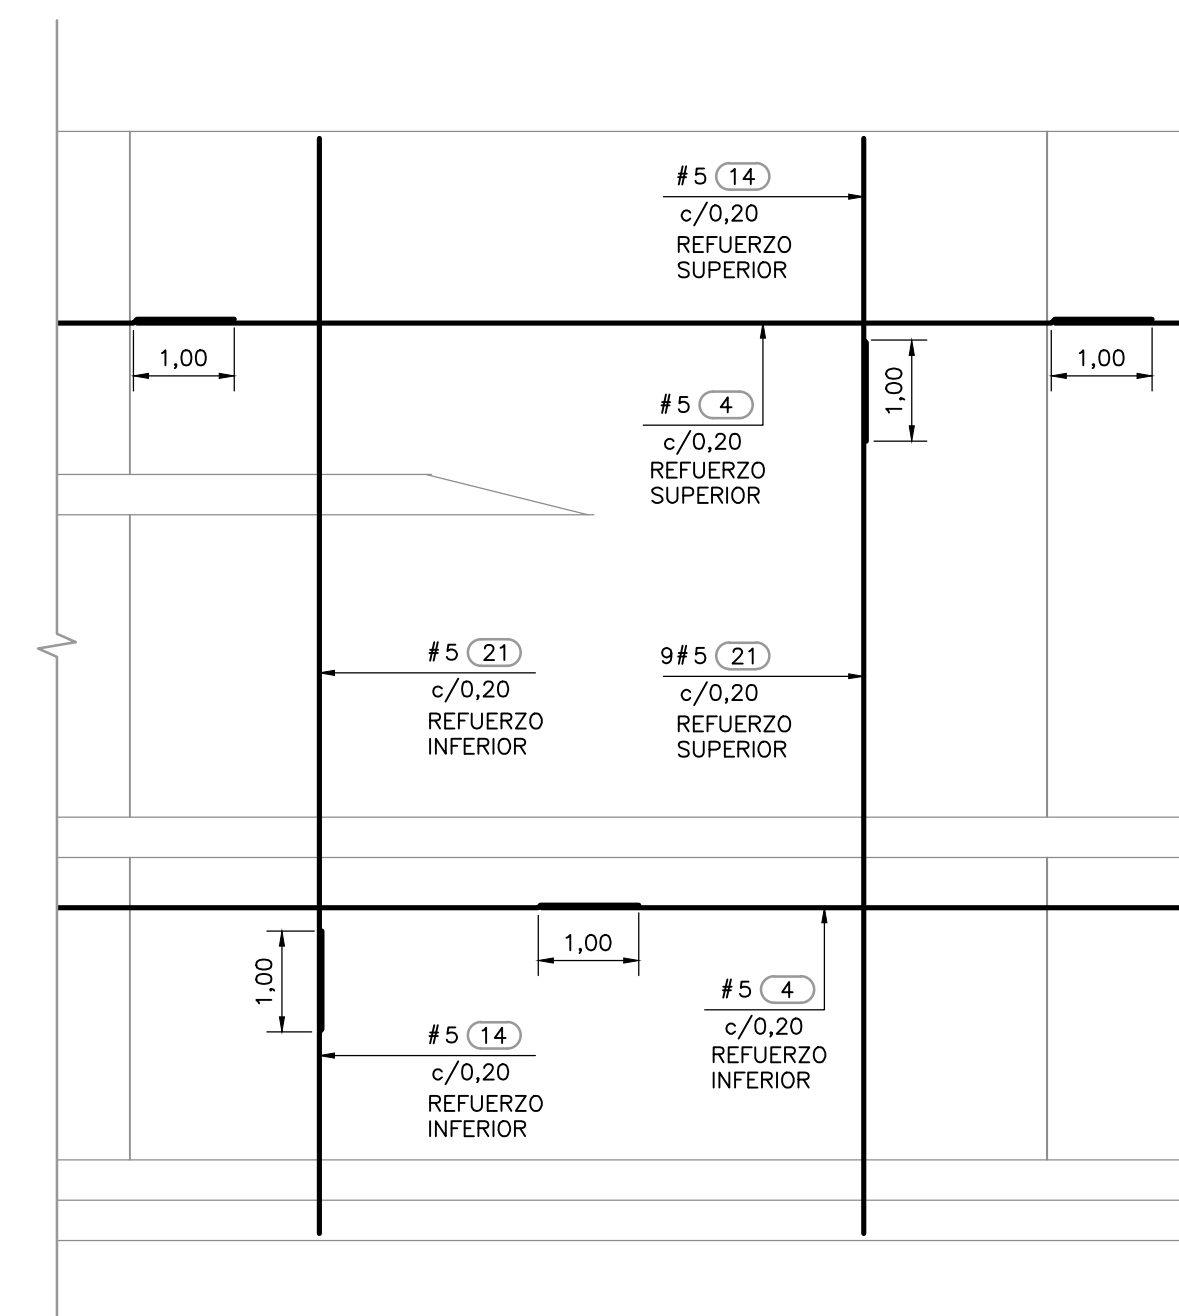 #5 14
c/0,20
REFUERZO
SUPERIOR
1,00
1,00
1,00
#5 4
c/0,20
REFUERZO
SUPERIOR
#5 21
c/0,20
REFUERZO
INFERIOR
9#5 21
c/0,20
REFUERZO
SUPERIOR
1,00
1,00
#5 4
c/0,20
REFUERZO
INFERIOR
#5 14
c/0,20
REFUERZO
INFERIOR